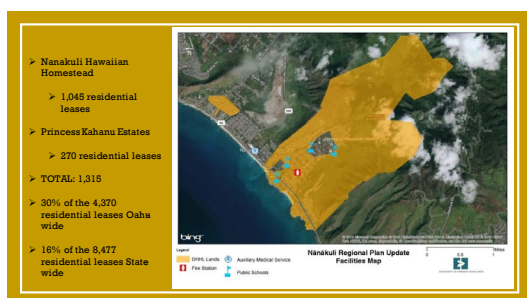 Nanakuli Hawaiian
Homestead
1,045 residential
leases
Princess Kahanu Estates
270 residential leases
TOTAL: 1,315
30% of the 4,370
residential leases Oahu
wide
16% of the 8,477
residential leases State
wide
bing
Legend
DHHL Lands
Auxiliary Medical Service
Fire Station
Public Schools
Nānākuli Regional Plan Update
Facilities Map
Miles
0
0.5
1